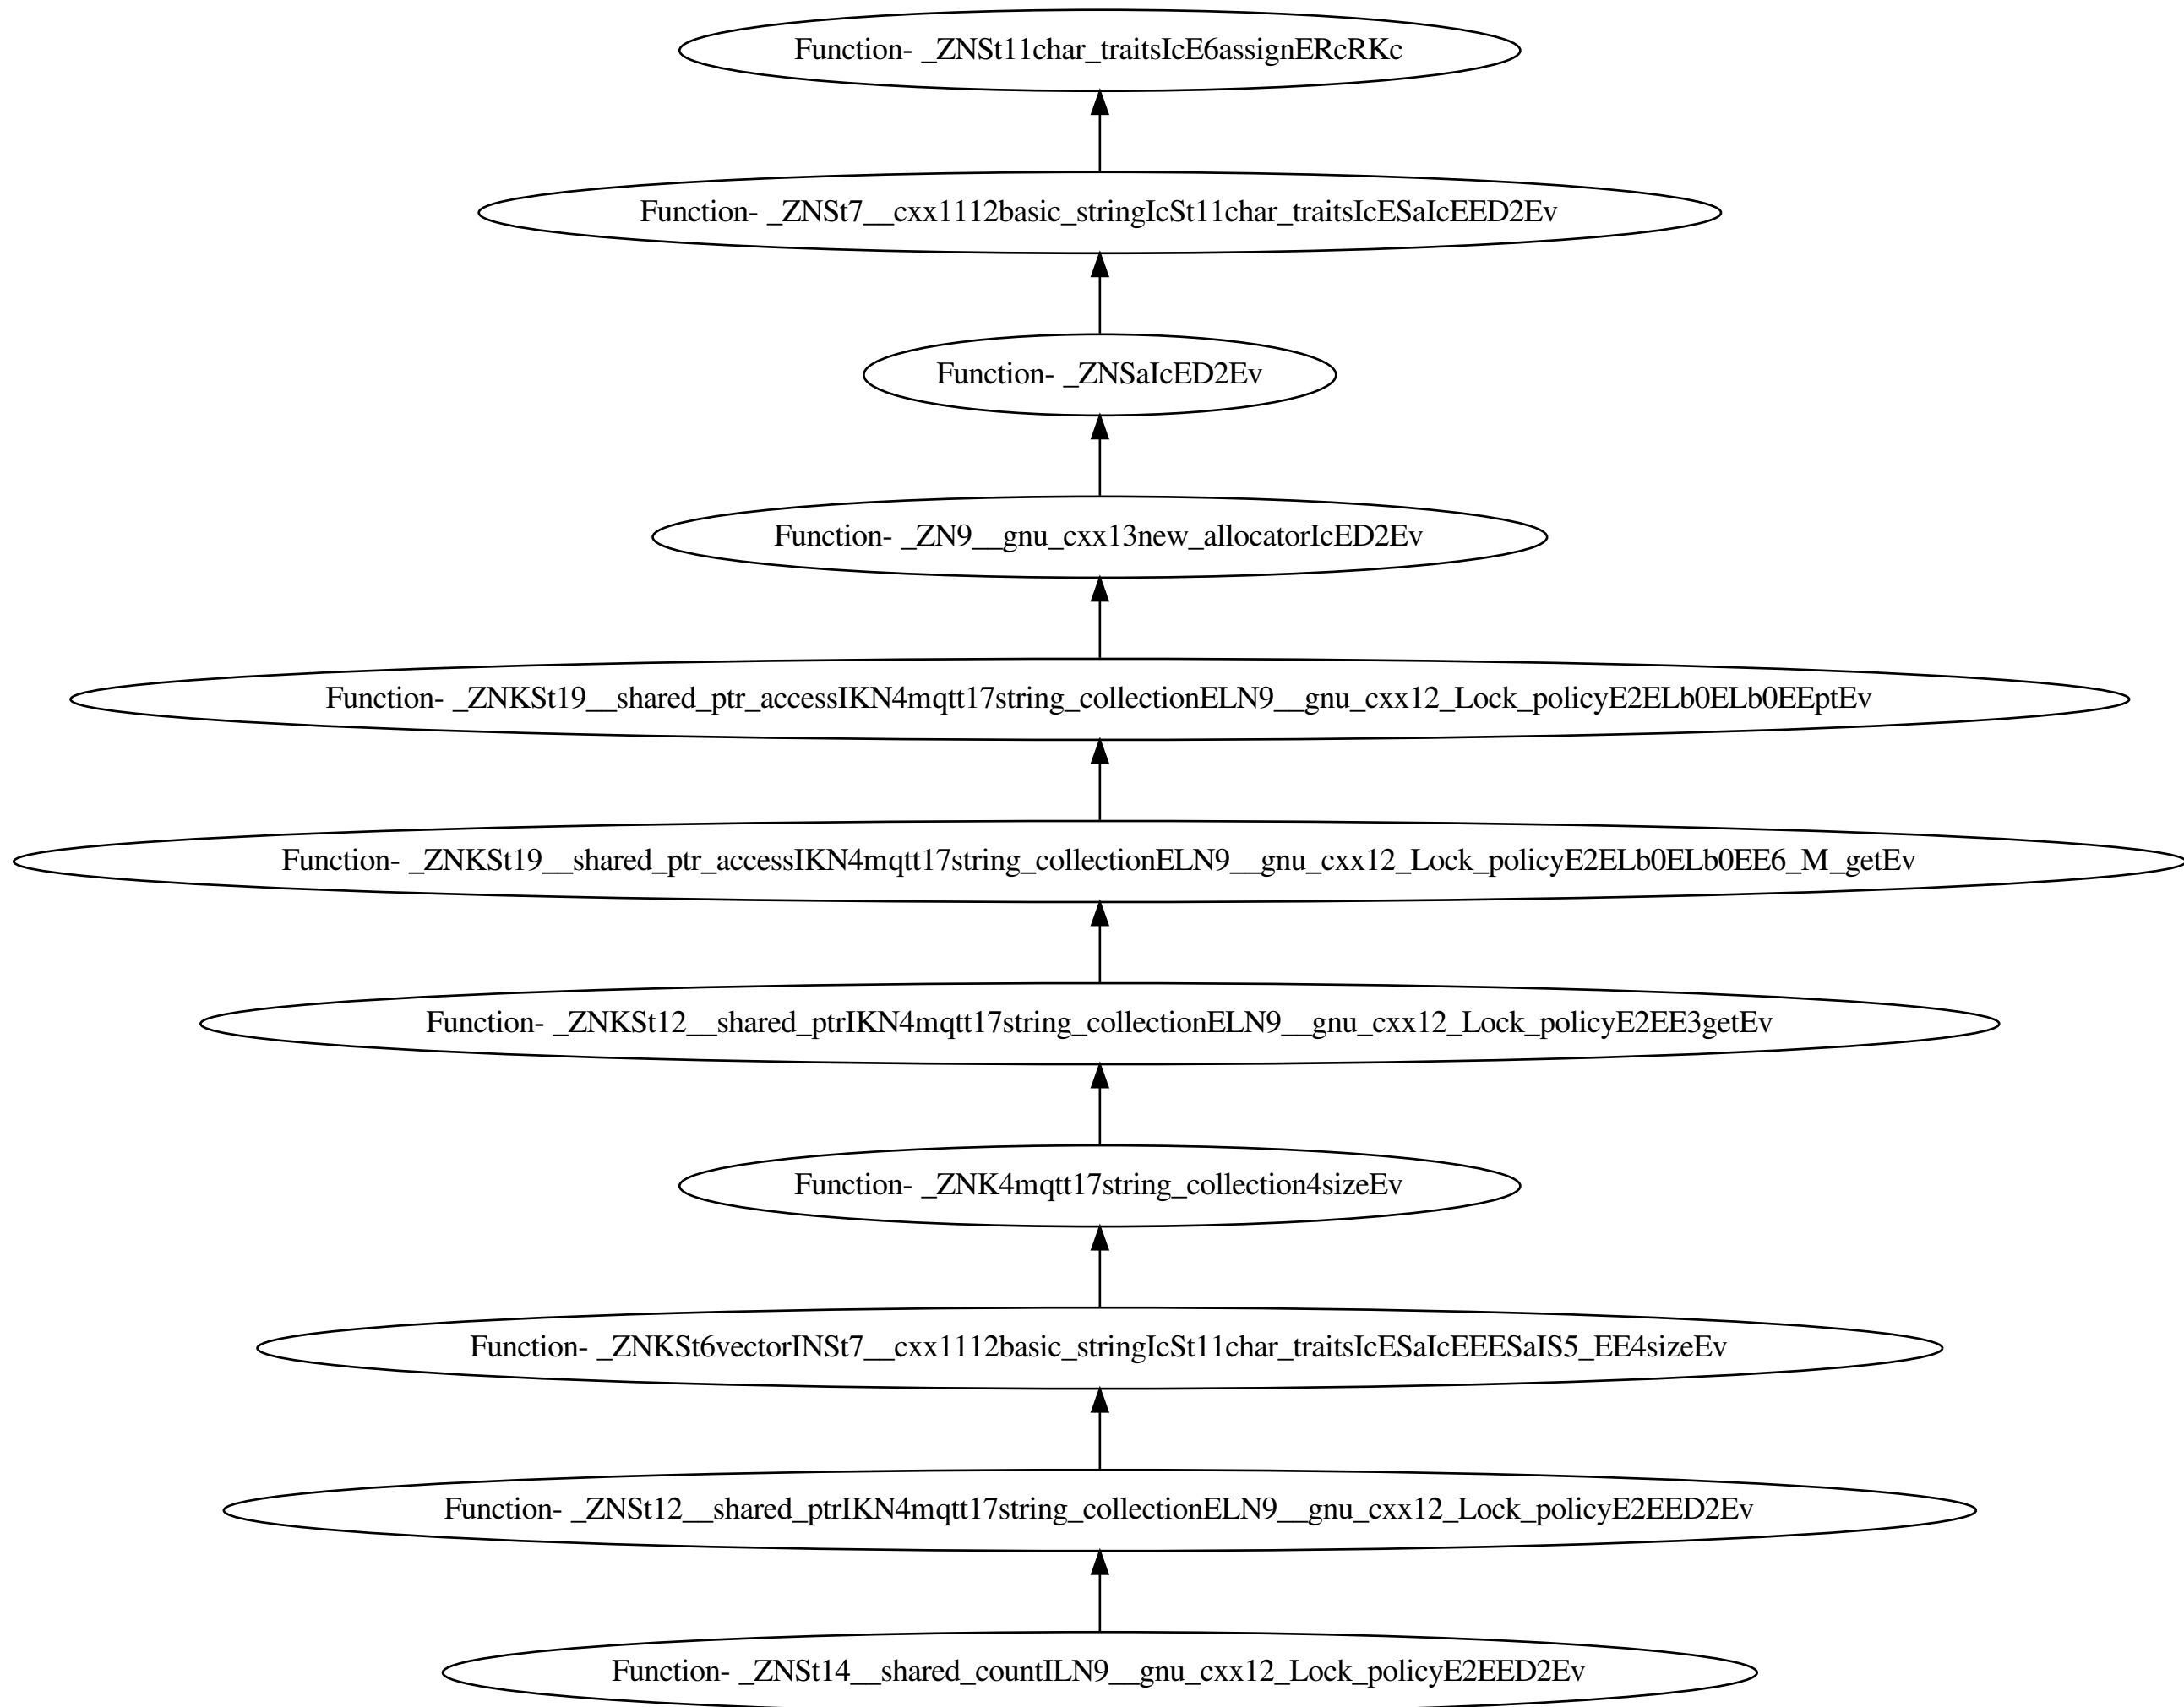 Function- _ZNSt11char_traitsIcE6assignERcRKc
Function- _ZNSt7__cxx1112basic_stringIcSt11char_traitsIcESaIcEED2Ev
Function- _ZNSaIcED2Ev
Function- _ZN9__gnu_cxx13new_allocatorIcED2Ev
Function- _ZNKSt19__shared_ptr_accessIKN4mqtt17string_collectionELN9__gnu_cxx12_Lock_policyE2ELb0ELb0EEptEv
Function- _ZNKSt19__shared_ptr_accessIKN4mqtt17string_collectionELN9__gnu_cxx12_Lock_policyE2ELb0ELb0EE6_M_getEv
Function- _ZNKSt12__shared_ptrIKN4mqtt17string_collectionELN9__gnu_cxx12_Lock_policyE2EE3getEv
Function- _ZNK4mqtt17string_collection4sizeEv
Function- _ZNKSt6vectorINSt7__cxx1112basic_stringIcSt11char_traitsIcESaIcEEESaIS5_EE4sizeEv
Function- _ZNSt12__shared_ptrIKN4mqtt17string_collectionELN9__gnu_cxx12_Lock_policyE2EED2Ev
Function- _ZNSt14__shared_countILN9__gnu_cxx12_Lock_policyE2EED2Ev